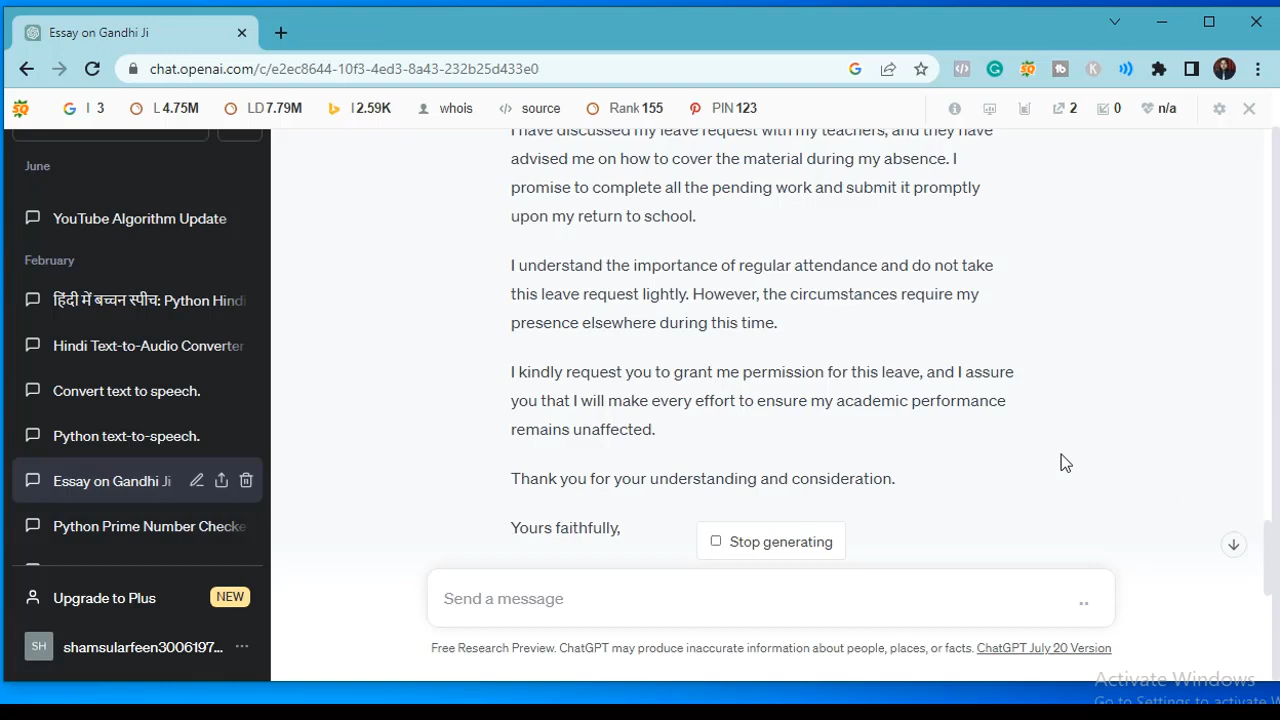 Essay on Gandhi Ji
chat.openai.com/c/e2ec8644-10f3-4ed3-8a43-232b25d433e0
I 3
L 4.75M
LD 7.79M
I 2.59K
whois
source
Rank 155
PIN 123
2
0
n/a
June
YouTube Algorithm Update
February
हिंदी में बच्चन स्पीच: Python Hindi
Hindi Text-to-Audio Converter
Convert text to speech.
Python text-to-speech.
Essay on Gandhi Ji
Python Prime Number Checke
Upgrade to Plus
NEW
SH
shamsularfeen3006197...
I have discussed my leave request with my teachers, and they have
advised me on how to cover the material during my absence. I
promise to complete all the pending work and submit it promptly
upon my return to school.
I understand the importance of regular attendance and do not take
this leave request lightly. However, the circumstances require my
presence elsewhere during this time.
I kindly request you to grant me permission for this leave, and I assure
you that I will make every effort to ensure my academic performance
remains unaffected.
Thank you for your understanding and consideration.
Yours faithfully,
Stop generating
Send a message
Free Research Preview. ChatGPT may produce inaccurate information about people, places, or facts. ChatGPT July 20 Version
Activate Windows
Go to Settings to activate W